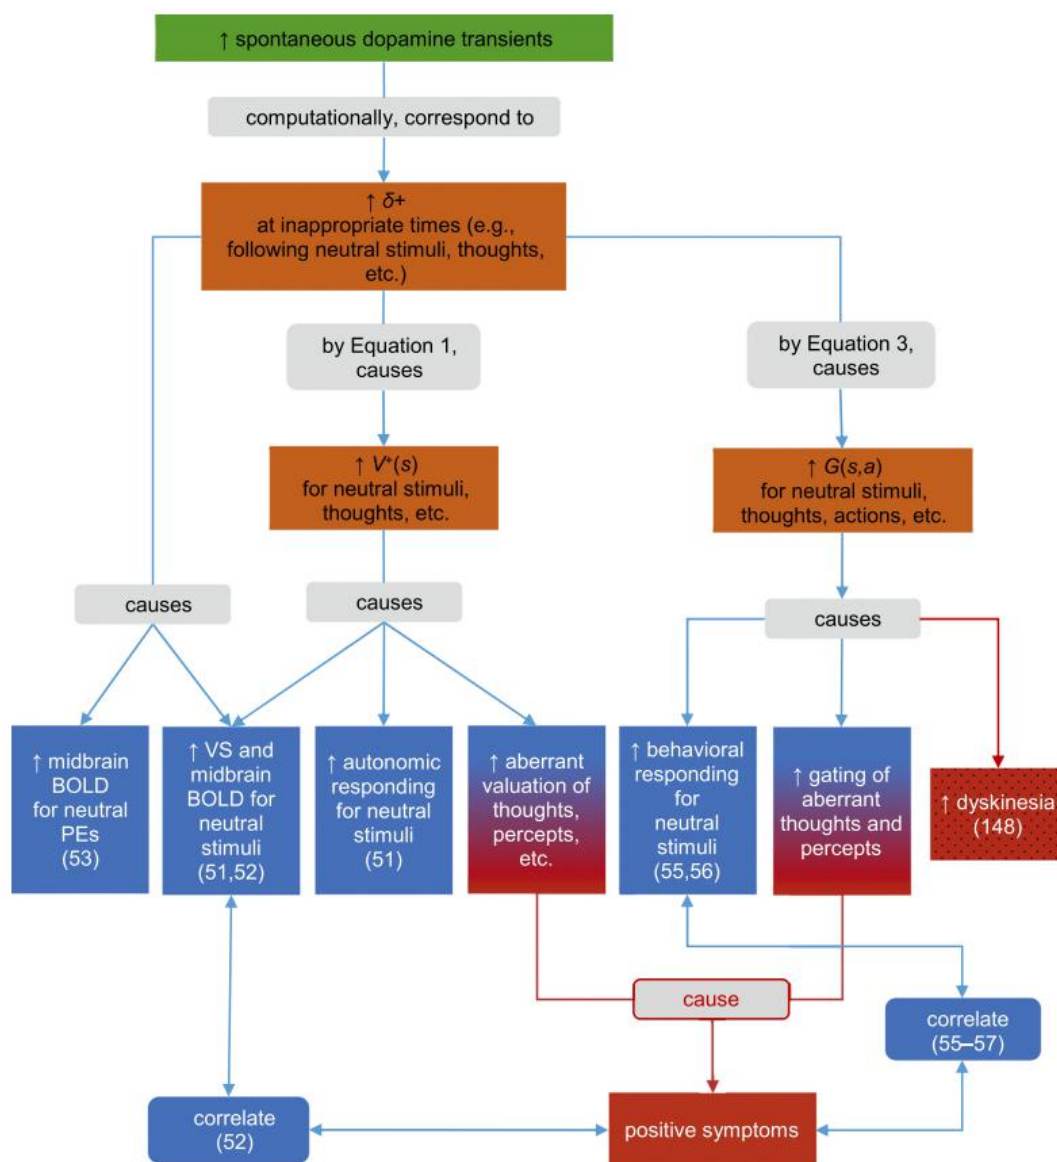 ↑ spontaneous dopamine transients
computationally, correspond to
↑ δ+
at inappropriate times (e.g.,
following neutral stimuli, thoughts,
etc.)
by Equation 1,
causes
by Equation 3,
causes
↑ V⁺(s)
for neutral stimuli,
thoughts, etc.
↑ G(s,a)
for neutral stimuli,
thoughts, actions, etc.
causes
causes
causes
↑ midbrain
BOLD
for neutral
PEs
(53)
↑ VS and
midbrain
BOLD for
neutral
stimuli
(51,52)
↑ autonomic
responding
for neutral
stimuli (51)
↑ aberrant
valuation of
thoughts,
percepts,
etc.
↑ behavioral
responding
for
neutral
stimuli
(55,56)
↑ gating of
aberrant
thoughts and
percepts
↑ dyskinesia
(148)
cause
correlate
(55–57)
correlate
(52)
positive symptoms